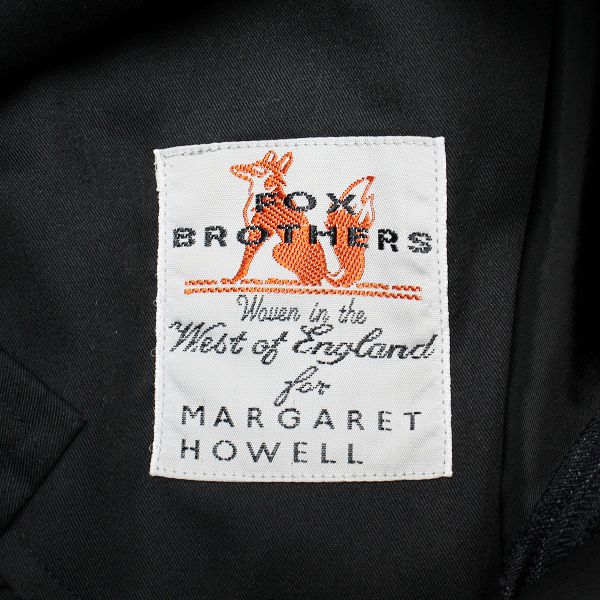 FOX
BROTHERS
Woven in the
West of England
for
MARGARET
HOWELL